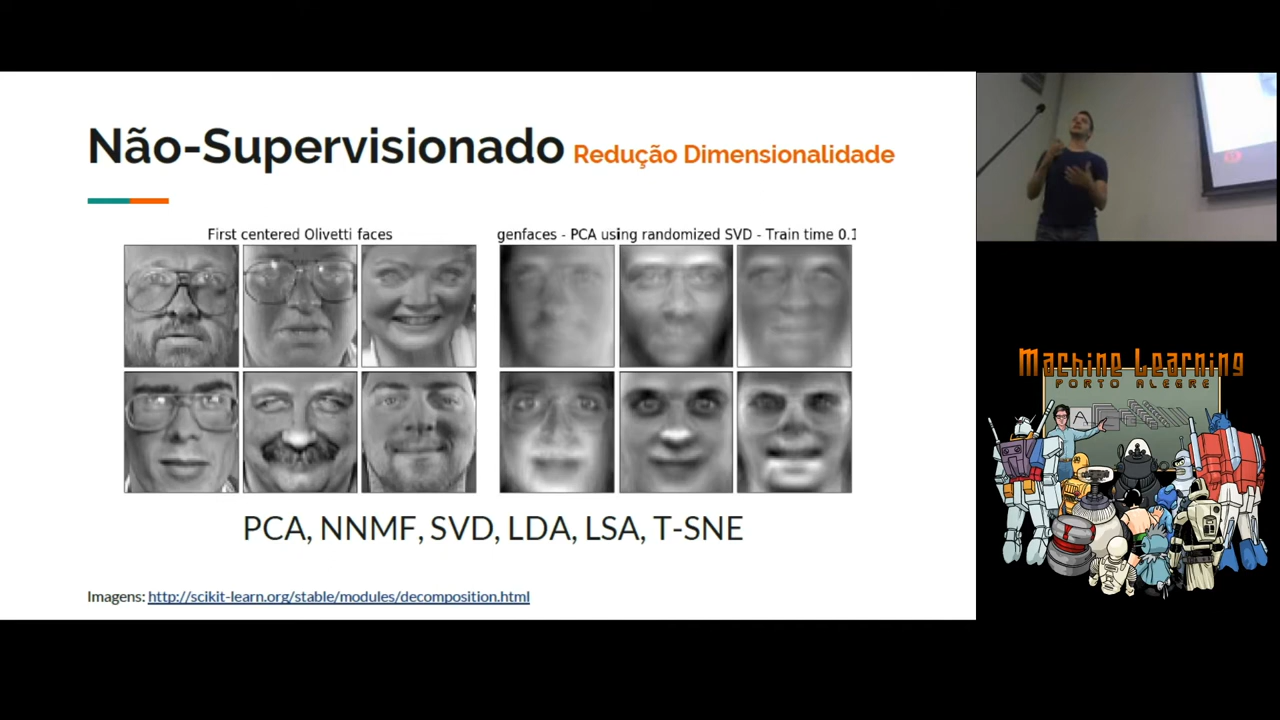 Não-Supervisionado Redução Dimensionalidade
First centered Olivetti faces
genfaces - PCA using randomized SVD - Train time 0.1
PCA, NNMF, SVD, LDA, LSA, T-SNE
Imagens: http://scikit-learn.org/stable/modules/decomposition.html
Machine Learning
PORTO ALEGRE
A